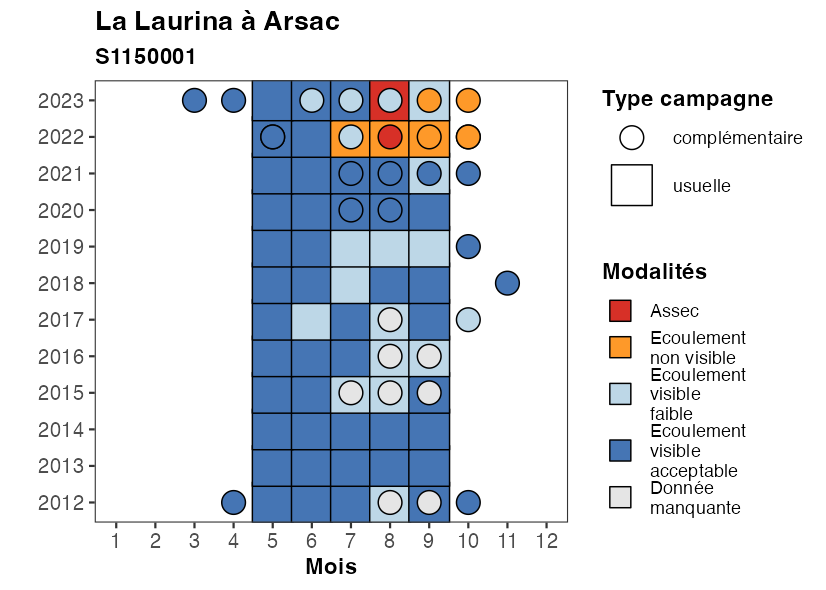 La Laurina à Arsac
S1150001
2023
2022
2021
2020
2019
2018
2017
2016
2015
2014
2013
2012
1 2 3 4 5 6 7 8 9 10 11 12
Mois
Type campagne
complémentaire
usuelle
Modalités
Assec
Ecoulement
non visible
Ecoulement
visible
faible
Ecoulement
visible
acceptable
Donnée
manquante